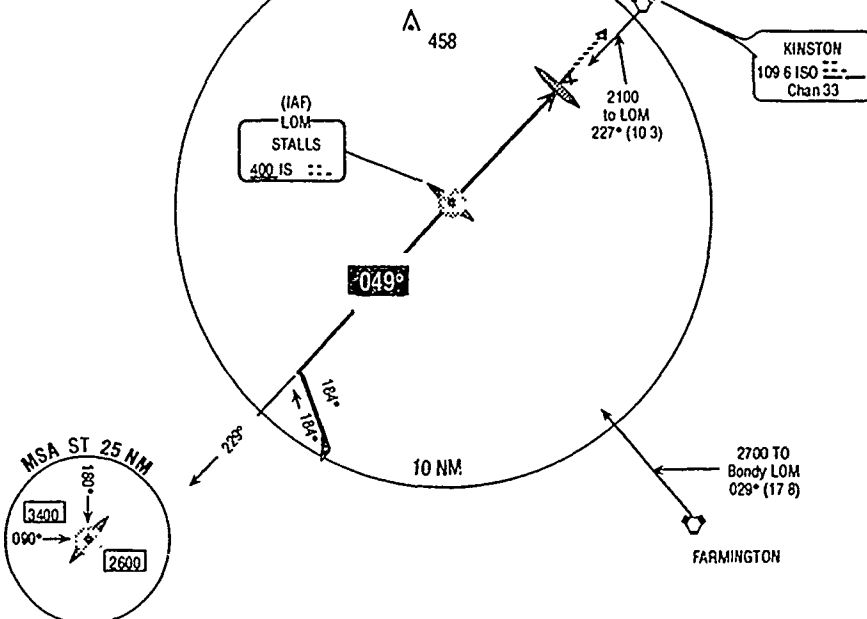 458
KINSTON
109 6 ISO
Chan 33
2100
to LOM
227° (10 3)
(IAF)
LOM
STALLS
400 IS
049°
184°
184°
229°
10 NM
2700 TO
Bondy LOM
029° (17 8)
FARMINGTON
MSA ST 25 NM
180°
3400
090°
2600